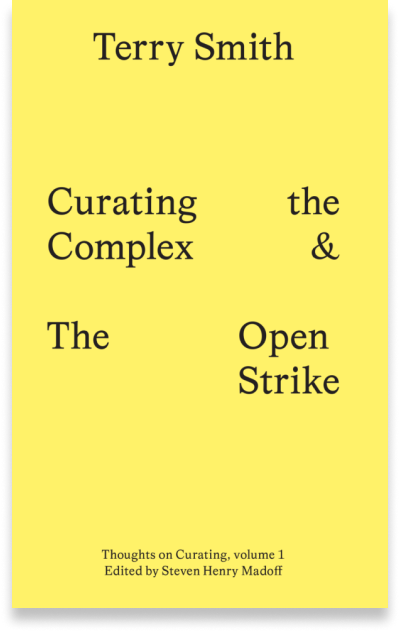 Terry Smith
Curating the
Complex &
The Open
Strike
Thoughts on Curating, volume 1
Edited by Steven Henry Madoff